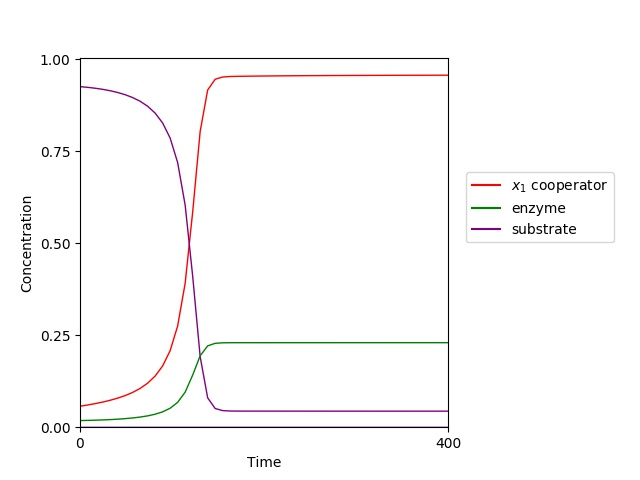 1.00
0.75
0.50
0.25
0.00
Concentration
0
400
Time
x₁ cooperator
enzyme
substrate